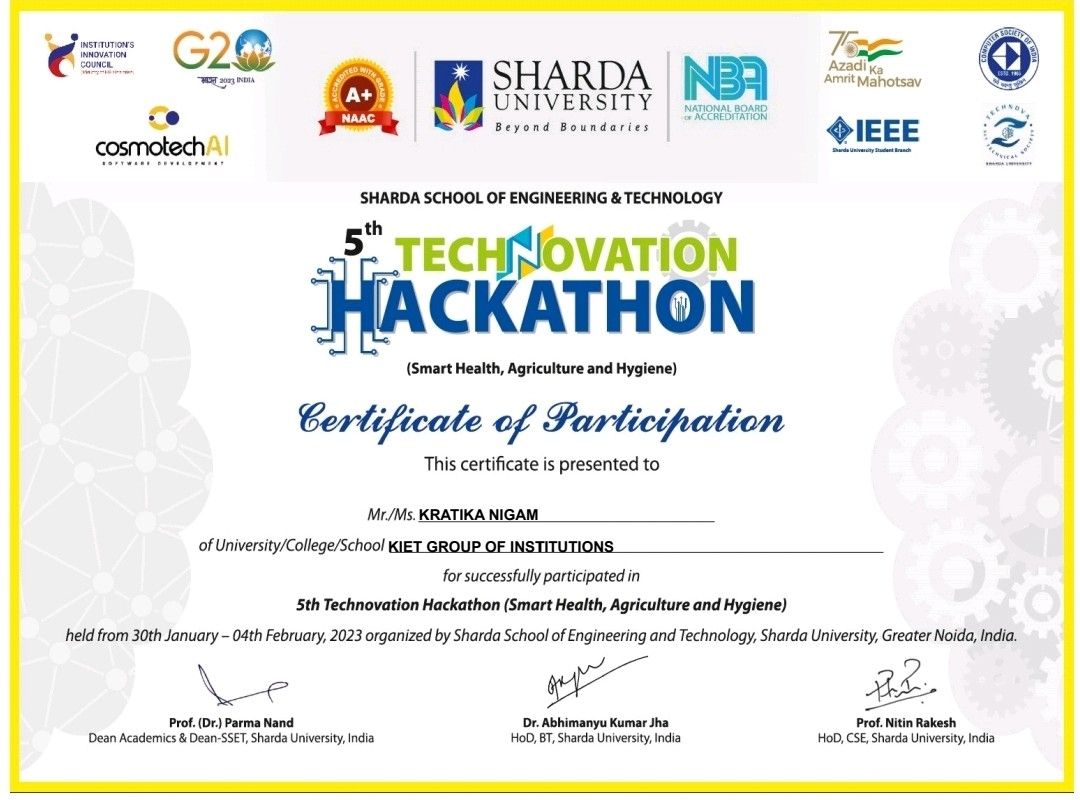 INSTITUTION'S
INNOVATION
COUNCIL
G20
भारत 2023 INDIA
cosmotechAI
SOFTWARE DEVELOPMENT
ACCREDITED WITH GRADE
A+
NAAC
SHARDA
UNIVERSITY
Beyond Boundaries
NBA
NATIONAL BOARD
OF ACCREDITATION
75
Azadi Ka
Amrit Mahotsav
IEEE
Sharda University Student Branch
COMPUTER SOCIETY OF INDIA
ESTD. 1965
SHARDA UNIVERSITY
SHARDA SCHOOL OF ENGINEERING & TECHNOLOGY
5th TECHNOVATION
HACKATHON
(Smart Health, Agriculture and Hygiene)
Certificate of Participation
This certificate is presented to
Mr./Ms. KRATIKA NIGAM
of University/College/School KIET GROUP OF INSTITUTIONS
for successfully participated in
5th Technovation Hackathon (Smart Health, Agriculture and Hygiene)
held from 30th January – 04th February, 2023 organized by Sharda School of Engineering and Technology, Sharda University, Greater Noida, India.
Prof. (Dr.) Parma Nand
Dean Academics & Dean-SSET, Sharda University, India
Dr. Abhimanyu Kumar Jha
HoD, BT, Sharda University, India
Prof. Nitin Rakesh
HoD, CSE, Sharda University, India